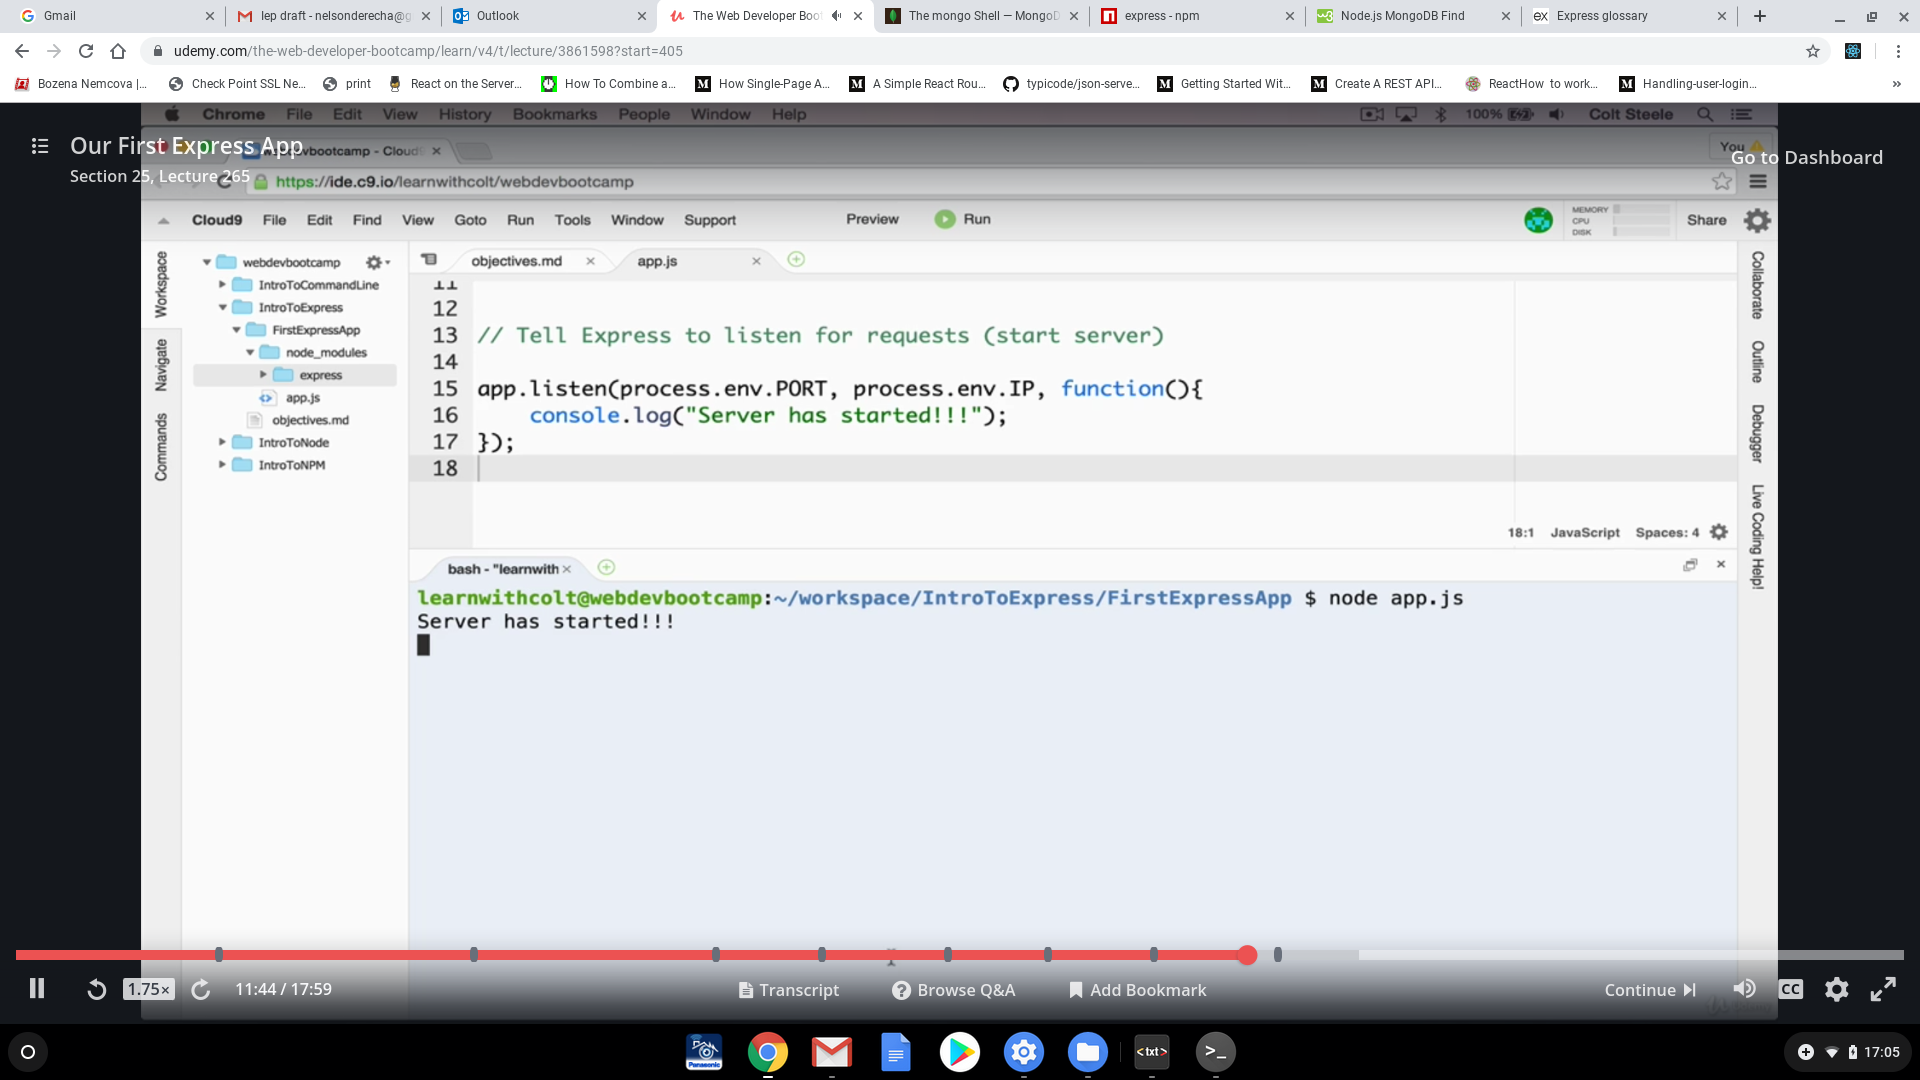 Gmail
Iep draft - nelsonderecha@g
Outlook
The Web Developer Boo
The mongo Shell — MongoD
express - npm
Node.js MongoDB Find
Express glossary
udemy.com/the-web-developer-bootcamp/learn/v4/t/lecture/3861598?start=405
Bozena Nemcova |...
Check Point SSL Ne...
print
React on the Server...
How To Combine a...
How Single-Page A...
A Simple React Rou...
typicode/json-serve...
Getting Started Wit...
Create A REST API...
ReactHow to work...
Handling-user-login...
»
Chrome File Edit View History Bookmarks People Window Help
100%
Colt Steele
Our First Express App
Section 25, Lecture 265
devbootcamp - Cloud
You
Go to Dashboard
https://ide.c9.io/learnwithcolt/webdevbootcamp
Cloud9 File Edit Find View Goto Run Tools Window Support
Preview
Run
MEMORY
CPU
DISK
Share
Workspace
Navigate
Commands
webdevbootcamp
IntroToCommandLine
IntroToExpress
FirstExpressApp
node_modules
express
app.js
objectives.md
IntroToNode
IntroToNPM
objectives.md
app.js
11
12
13 // Tell Express to listen for requests (start server)
14
15 app.listen(process.env.PORT, process.env.IP, function(){
16 console.log("Server has started!!!");
17 });
18
18:1 JavaScript Spaces: 4
Collaborate
Outline
Debugger
Live Coding Help!
bash - "learnwith
learnwithcolt@webdevbootcamp:~/workspace/IntroToExpress/FirstExpressApp $ node app.js
Server has started!!!
1.75×
11:44 / 17:59
Transcript
Browse Q&A
Add Bookmark
Continue
CC
Panasonic
<txt>
>_
17:05